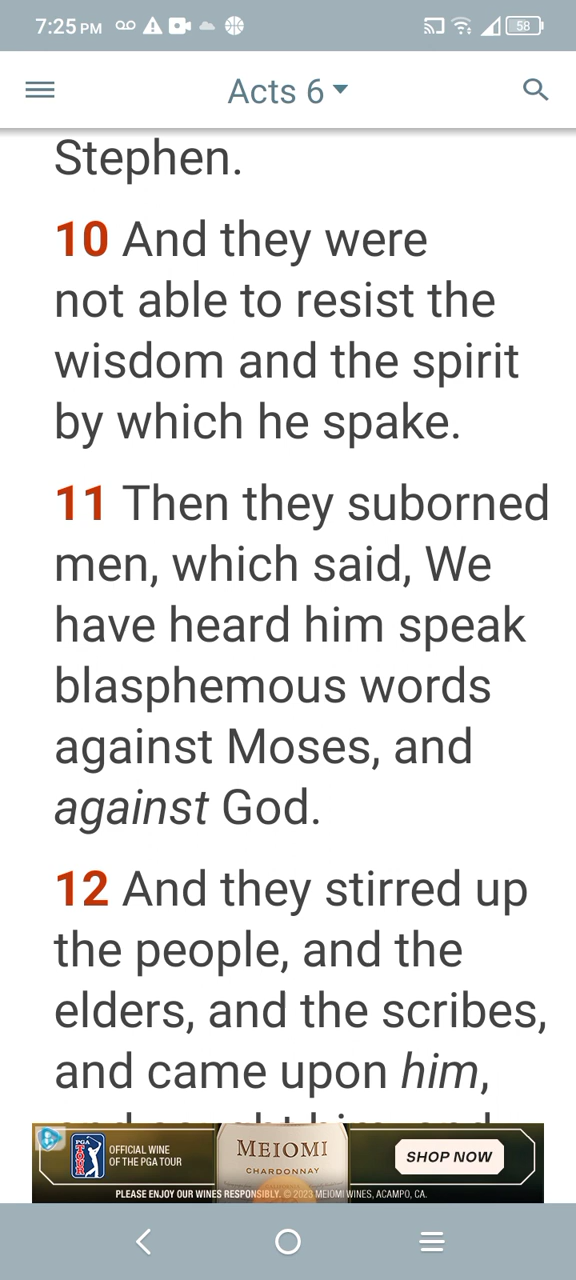 7:25 PM 58
Acts 6
Stephen.
10 And they were
not able to resist the
wisdom and the spirit
by which he spake.
11 Then they suborned
men, which said, We
have heard him speak
blasphemous words
against Moses, and
against God.
12 And they stirred up
the people, and the
elders, and the scribes,
and came upon him,
PGA TOUR
OFFICIAL WINE
OF THE PGA TOUR
MEIOMI
CHARDONNAY
SHOP NOW
PLEASE ENJOY OUR WINES RESPONSIBLY. © 2023 MEIOMI WINES, ACAMPO, CA.